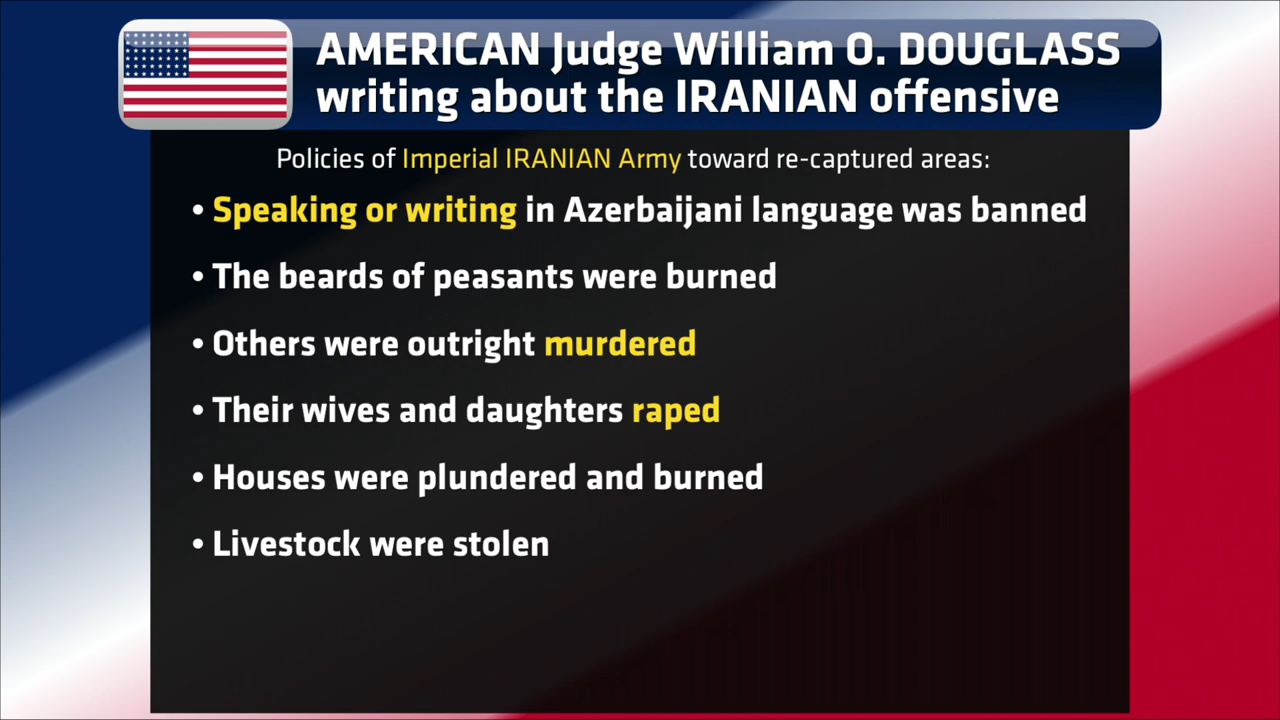 AMERICAN Judge William O. DOUGLASS
writing about the IRANIAN offensive
Policies of Imperial IRANIAN Army toward re-captured areas:
• Speaking or writing in Azerbaijani language was banned
• The beards of peasants were burned
• Others were outright murdered
• Their wives and daughters raped
• Houses were plundered and burned
• Livestock were stolen